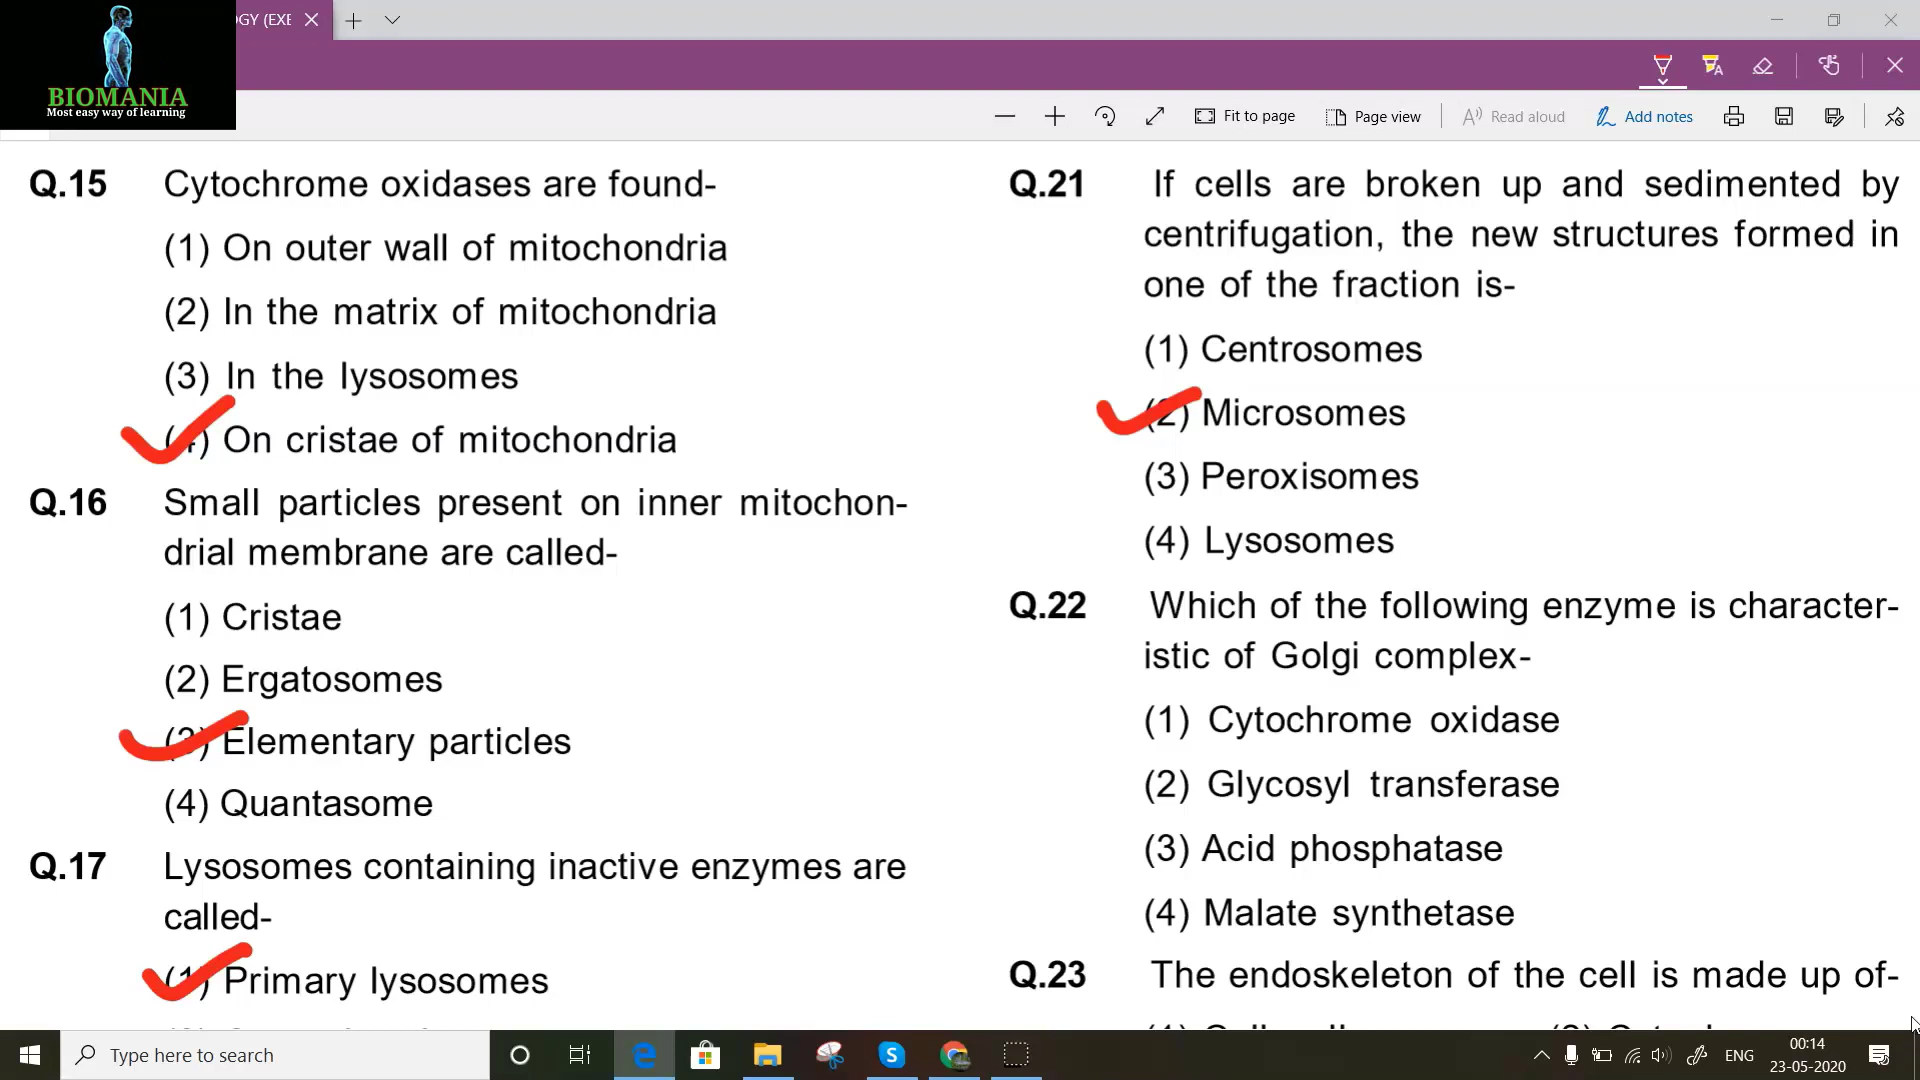 OGY (EXE
BIOMANIA
Most easy way of learning
Fit to page
Page view
Read aloud
Add notes
Q.15 Cytochrome oxidases are found-
(1) On outer wall of mitochondria
(2) In the matrix of mitochondria
(3) In the lysosomes
(4) On cristae of mitochondria
Q.16 Small particles present on inner mitochon-
drial membrane are called-
(1) Cristae
(2) Ergatosomes
(3) Elementary particles
(4) Quantasome
Q.17 Lysosomes containing inactive enzymes are
called-
(1) Primary lysosomes
Q.21 If cells are broken up and sedimented by
centrifugation, the new structures formed in
one of the fraction is-
(1) Centrosomes
(2) Microsomes
(3) Peroxisomes
(4) Lysosomes
Q.22 Which of the following enzyme is character-
istic of Golgi complex-
(1) Cytochrome oxidase
(2) Glycosyl transferase
(3) Acid phosphatase
(4) Malate synthetase
Q.23 The endoskeleton of the cell is made up of-
Type here to search
ENG
00:14
23-05-2020